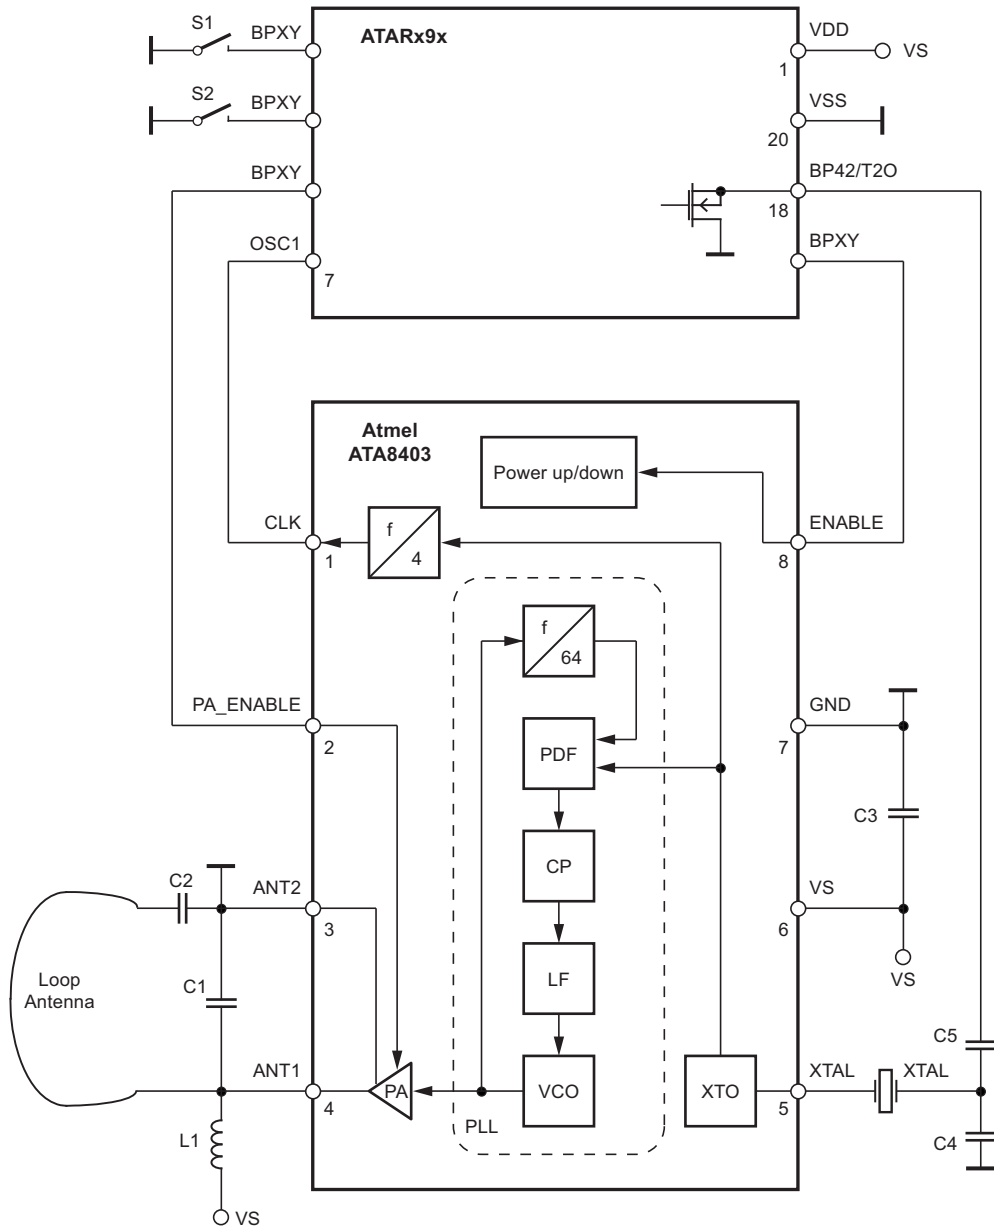 S1
BPXY
ATARx9x
VDD
VS
1
S2
BPXY
VSS
20
BPXY
BP42/T2O
18
OSC1
BPXY
7
Atmel
ATA8403
Power up/down
CLK
f
4
ENABLE
1
8
f
64
PA_ENABLE
GND
2
7
PDF
C3
CP
C2
ANT2
VS
3
6
Loop
Antenna
C1
LF
VS
C5
ANT1
PA
VCO
XTO
XTAL
XTAL
4
5
PLL
L1
C4
VS